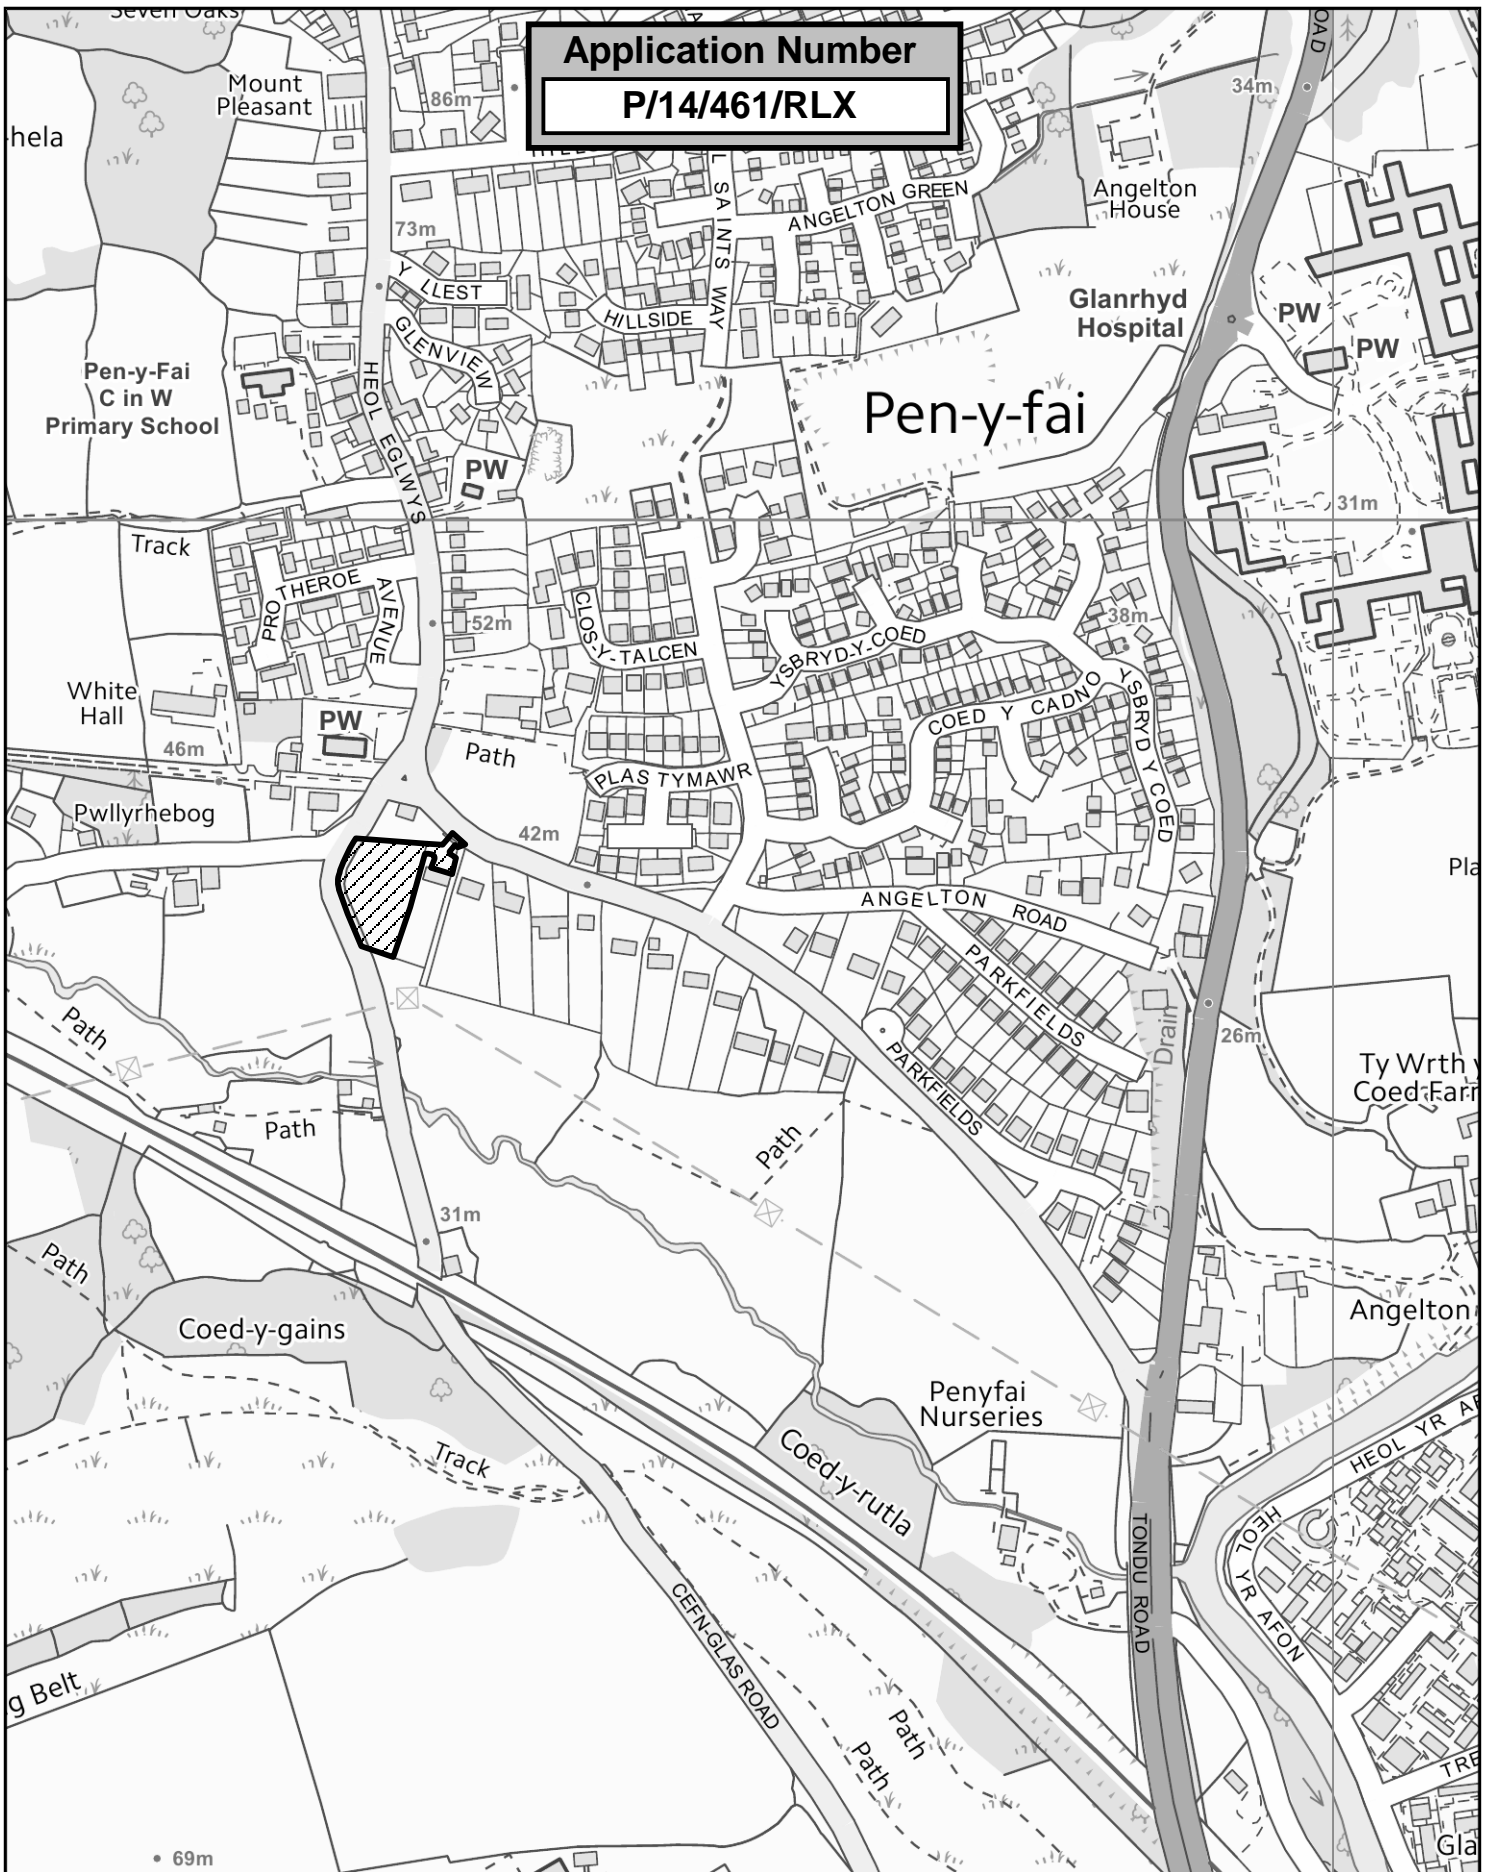 Seven Oaks
Application Number
P/14/461/RLX
Mount
Pleasant
86m
34m
Angelton
House
ANGELTON GREEN
73m
Y LLEST
L SAINTS WAY
HILLSIDE
GLENVIEW
Glanrhyd
Hospital
PW
PW
Pen-y-Fai
C in W
Primary School
HEOL EGLWYS
Pen-y-fai
PW
31m
Track
PROTHEROE
AVENUE
52m
CLOS-Y-TALCEN
YSBRYD-Y-COED
38m
COED Y CADNO
YSBRYD Y COED
White
Hall
PW
46m
Path
PLAS TYMAWR
Pwllyrhebog
42m
ANGELTON ROAD
PARKFIELDS
PARKFIELDS
Drain
26m
Path
Path
Path
Ty Wrth y
Coed Farm
31m
Path
Coed-y-gains
Angelton
Penyfai
Nurseries
Track
Coed-y-rutla
HEOL YR AF
HEOL YR AFON
TONDU ROAD
CEFN-GLAS ROAD
g Belt
Path
Path
TRE
69m
Gla